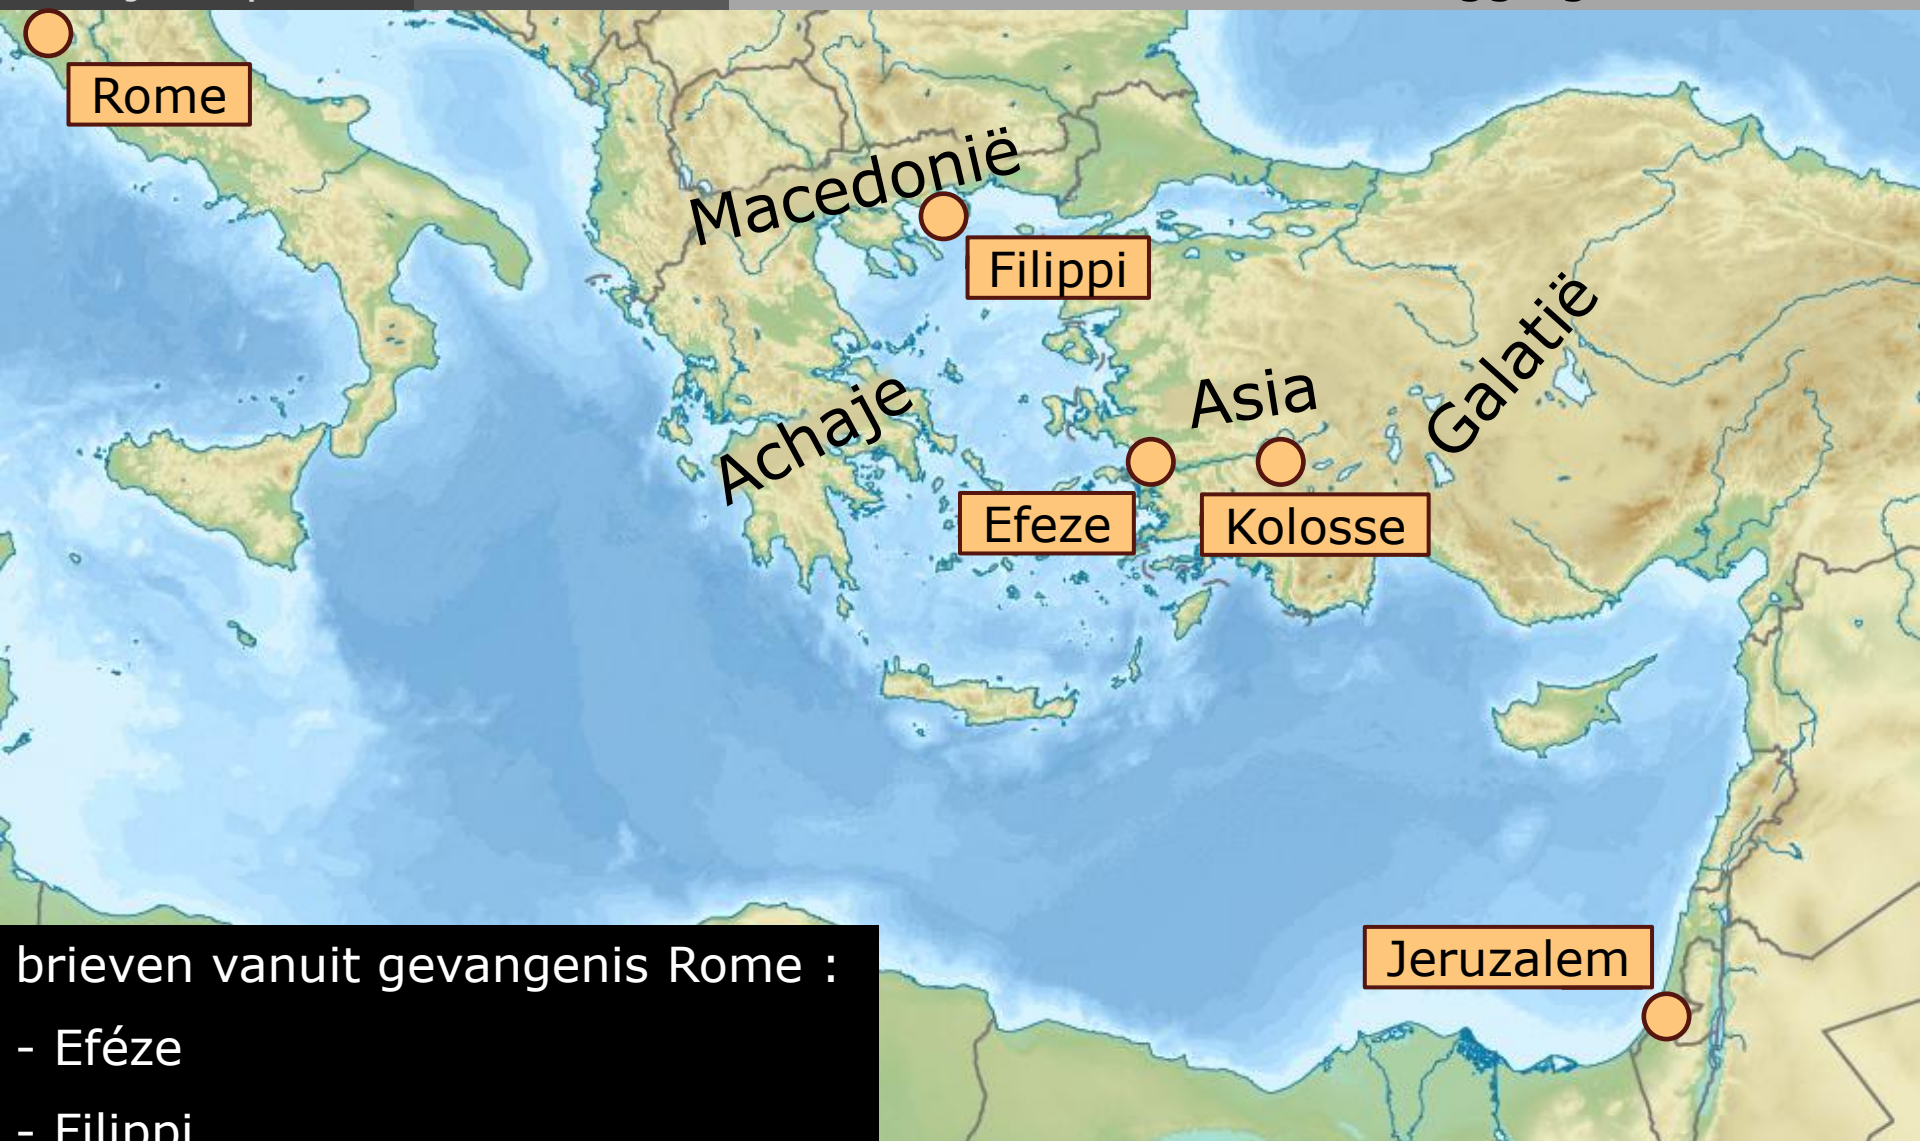 Rome
Macedonië
Filippi
Galatië
Asia
Achaje
Efeze
Kolosse
Jeruzalem
brieven vanuit gevangenis Rome :
- Eféze
- Filippi